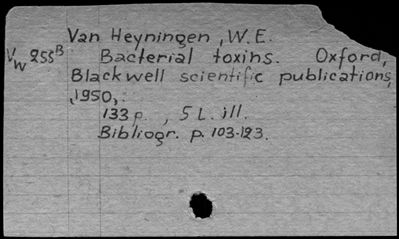 Van Heyningen, W.E.
Vw 255B Bacterial toxins. Oxford,
Blackwell scientific publications,
,1950,
133 p. , 5 L. ill.
Bibliogr. p. 103-123.